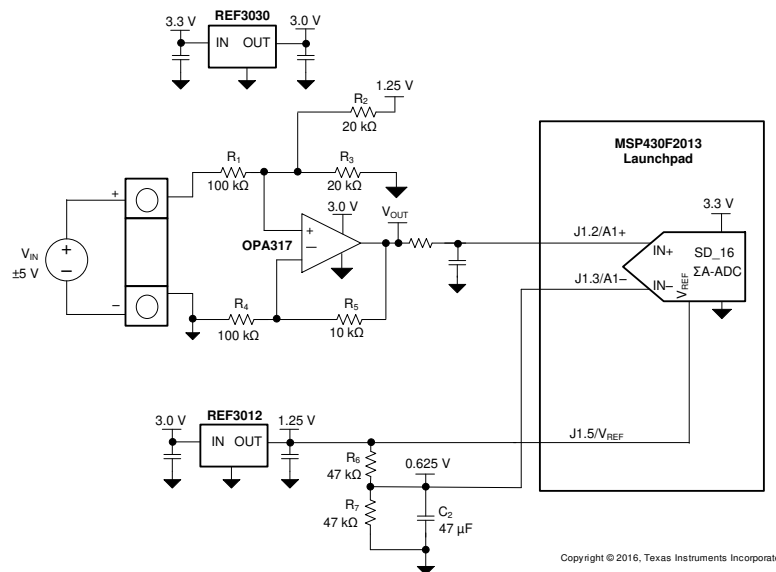 REF3030
3.3 V
3.0 V
IN OUT
1.25 V
R2
20 kΩ
R1
100 kΩ
R3
20 kΩ
MSP430F2013
Launchpad
+
3.0 V
VOUT
3.3 V
OPA317
+
−
J1.2/A1+
IN+
SD_16
ΣA-ADC
VIN
±5 V
+
−
J1.3/A1−
IN−
VREF
−
R4
100 kΩ
R5
10 kΩ
REF3012
3.0 V
1.25 V
IN OUT
J1.5/VREF
R6
47 kΩ
0.625 V
R7
47 kΩ
C2
47 µF
Copyright © 2016, Texas Instruments Incorporate